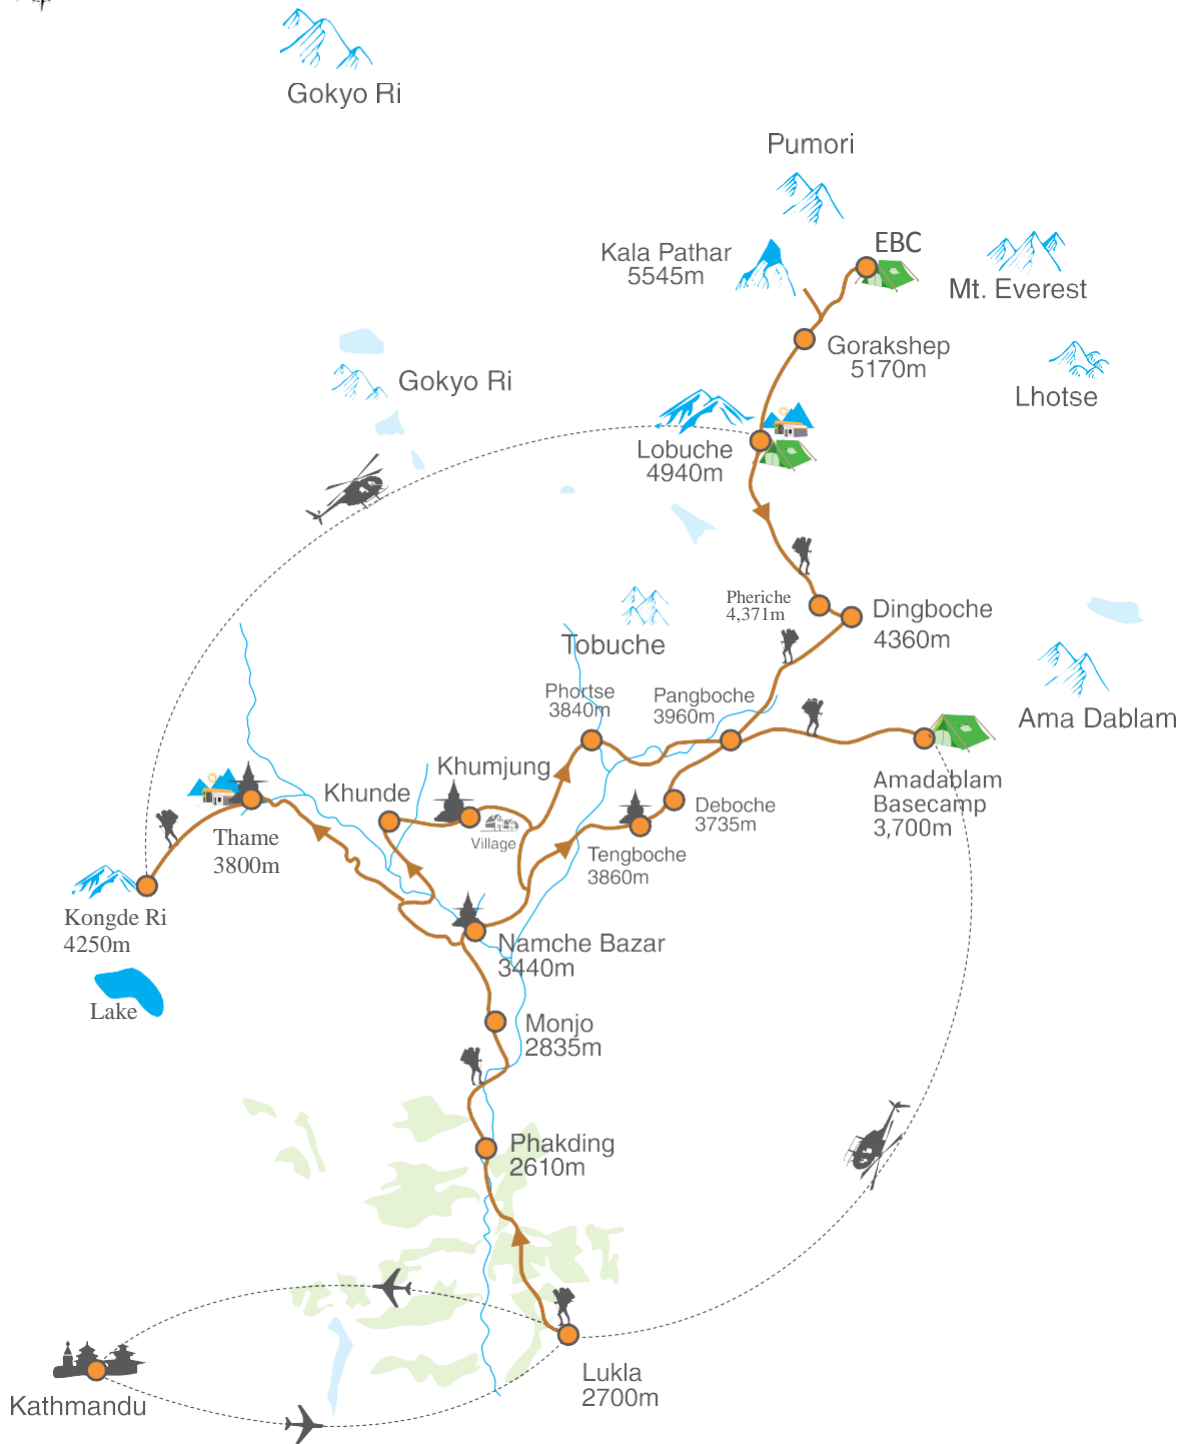 Gokyo Ri
Pumori
EBC
Kala Pathar
5545m
Mt. Everest
Gorakshep
5170m
Gokyo Ri
Lhotse
Lobuche
4940m
Pheriche
4,371m
Dingboche
4360m
Tobuche
Phortse
3840m
Pangboche
3960m
Ama Dablam
Khumjung
Khunde
Amadablam
Basecamp
3,700m
Deboche
3735m
Thame
3800m
Village
Tengboche
3860m
Kongde Ri
4250m
Namche Bazar
3440m
Lake
Monjo
2835m
Phakding
2610m
Lukla
2700m
Kathmandu